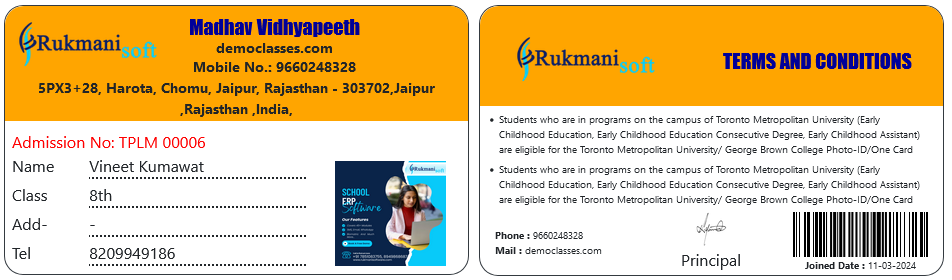 Rukmani
soft
Madhav Vidhyapeeth
democlasses.com
Mobile No.: 9660248328
5PX3+28, Harota, Chomu, Jaipur, Rajasthan - 303702,Jaipur
,Rajasthan ,India,
Admission No: TPLM 00006
Name Vineet Kumawat
Class 8th
Add- -
Tel 8209949186
Rukmani
soft
SCHOOL
ERP
Software
Our Features
Rukmani
soft
TERMS AND CONDITIONS
• Students who are in programs on the campus of Toronto Metropolitan University (Early
Childhood Education, Early Childhood Education Consecutive Degree, Early Childhood Assistant)
are eligible for the Toronto Metropolitan University/ George Brown College Photo-ID/One Card
• Students who are in programs on the campus of Toronto Metropolitan University (Early
Childhood Education, Early Childhood Education Consecutive Degree, Early Childhood Assistant)
are eligible for the Toronto Metropolitan University/ George Brown College Photo-ID/One Card
Phone : 9660248328
Mail : democlasses.com
Principal
Joined Date : 11-03-2024